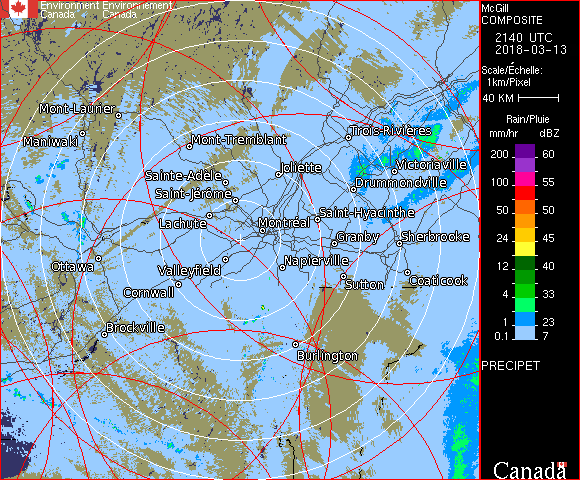 Environment Environnement
Canada Canada
McGill
COMPOSITE
2140 UTC
2018-03-13
Scale/Échelle:
1km/Pixel
40 KM
Rain/Pluie
mm/hr dBZ
200 60
100 55
50 50
24 45
12 40
4 33
1 23
0.1 7
PRECIPET
Canada
Mont-Laurier
Maniwaki
Mont-Tremblant
Trois-Rivières
Joliette
Victoriaville
Sainte-Adèle
Drummondville
Saint-Jérôme
Saint-Hyacinthe
Lachute
Montréal
Granby
Sherbrooke
Ottawa
Valleyfield
Napierville
Sutton
Coaticook
Cornwall
Brockville
Burlington